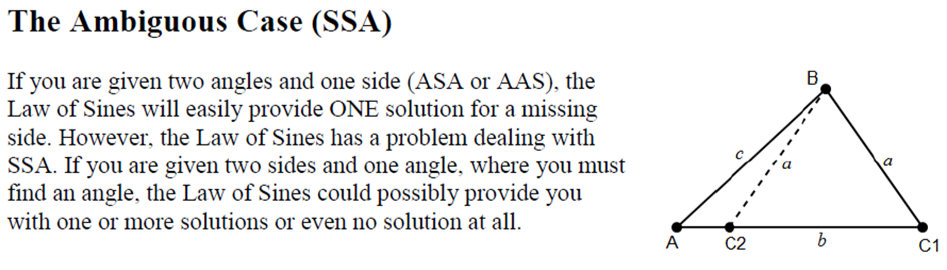 The Ambiguous Case (SSA)
If you are given two angles and one side (ASA or AAS), the
Law of Sines will easily provide ONE solution for a missing
side. However, the Law of Sines has a problem dealing with
SSA. If you are given two sides and one angle, where you must
find an angle, the Law of Sines could possibly provide you
with one or more solutions or even no solution at all.
B
c
a
a
A
C2
b
C1